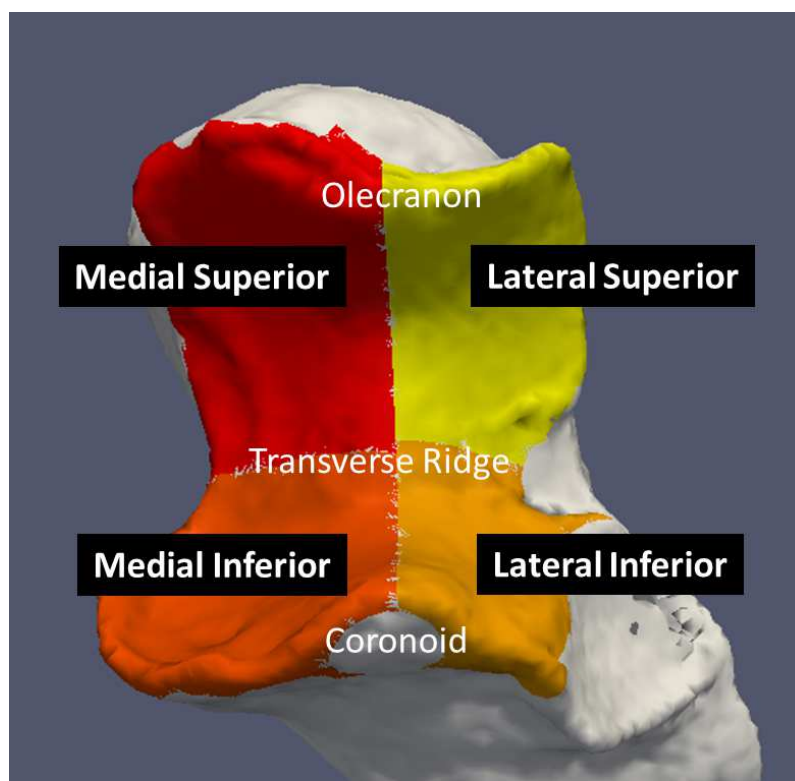 Olecranon
Medial Superior
Lateral Superior
Transverse Ridge
Medial Inferior
Lateral Inferior
Coronoid